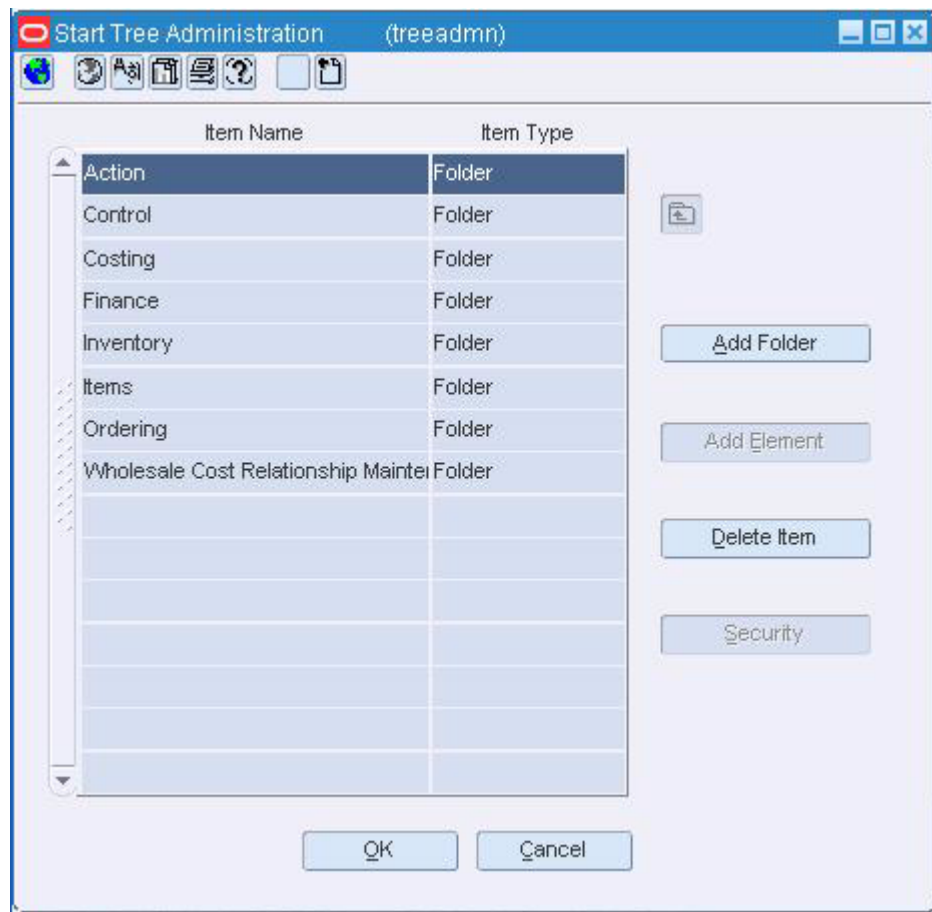 Start Tree Administration (treeadmn)
Item Name Item Type
Action Folder
Control Folder
Costing Folder
Finance Folder
Inventory Folder
Items Folder
Ordering Folder
Wholesale Cost Relationship Mainter Folder
Add Folder
Add Element
Delete Item
Security
OK Cancel